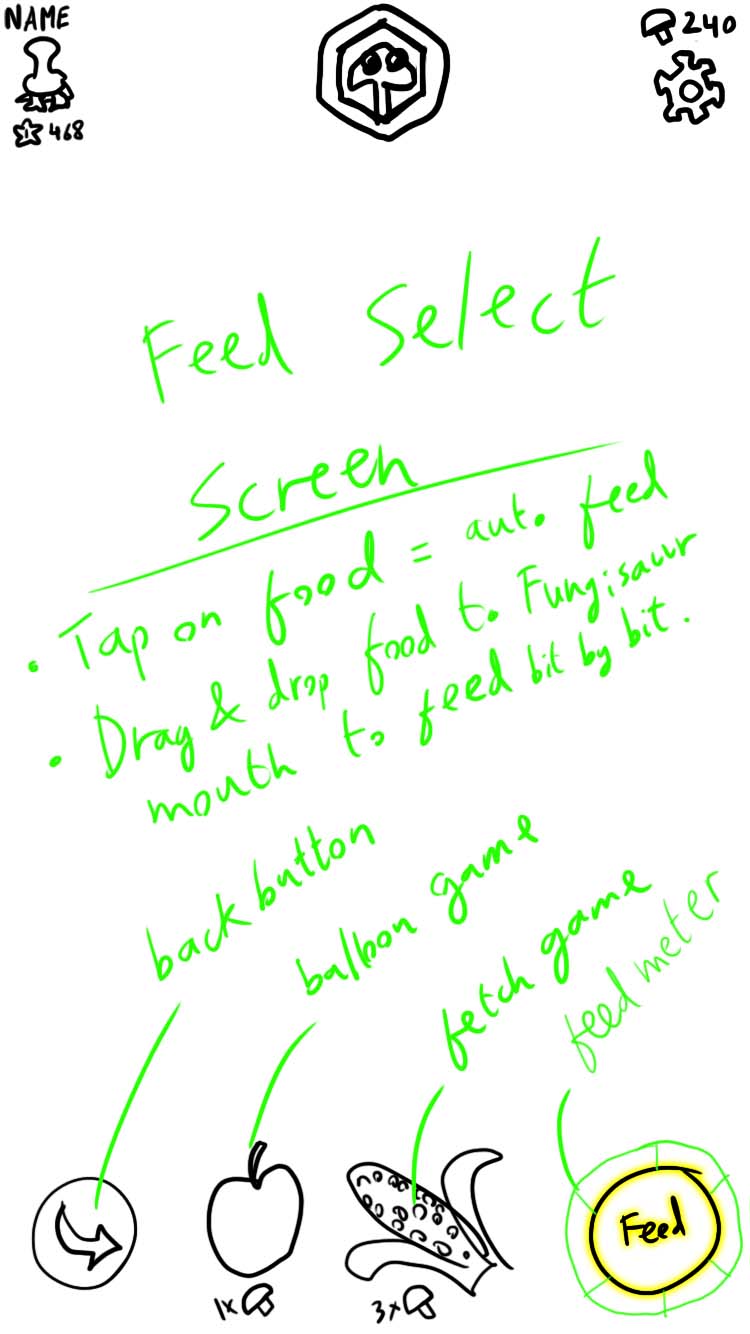 NAME
240
1 468
Feed Select
Screen
• Tap on food = auto feed
• Drag & drop food to Fungisaur
mouth to feed bit by bit.
back button
balloon game
fetch game
feed meter
Feed
1x
3x